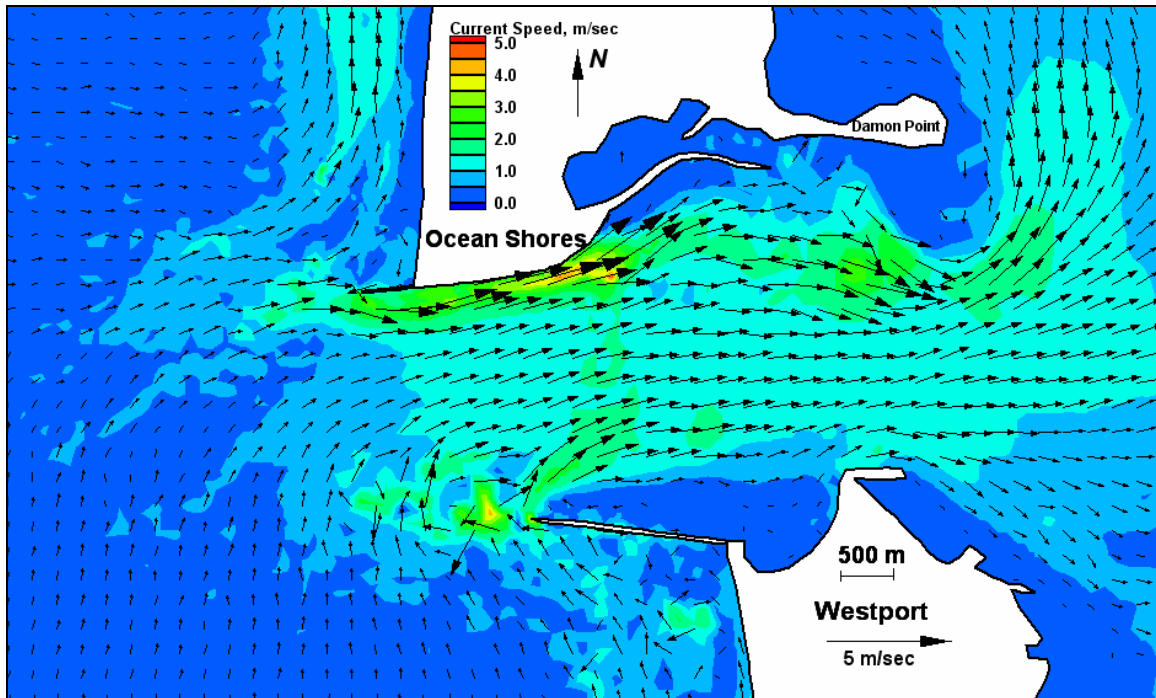 Current Speed, m/sec
5.0
4.0
3.0
2.0
1.0
0.0
N
Damon Point
Ocean Shores
500 m
Westport
5 m/sec